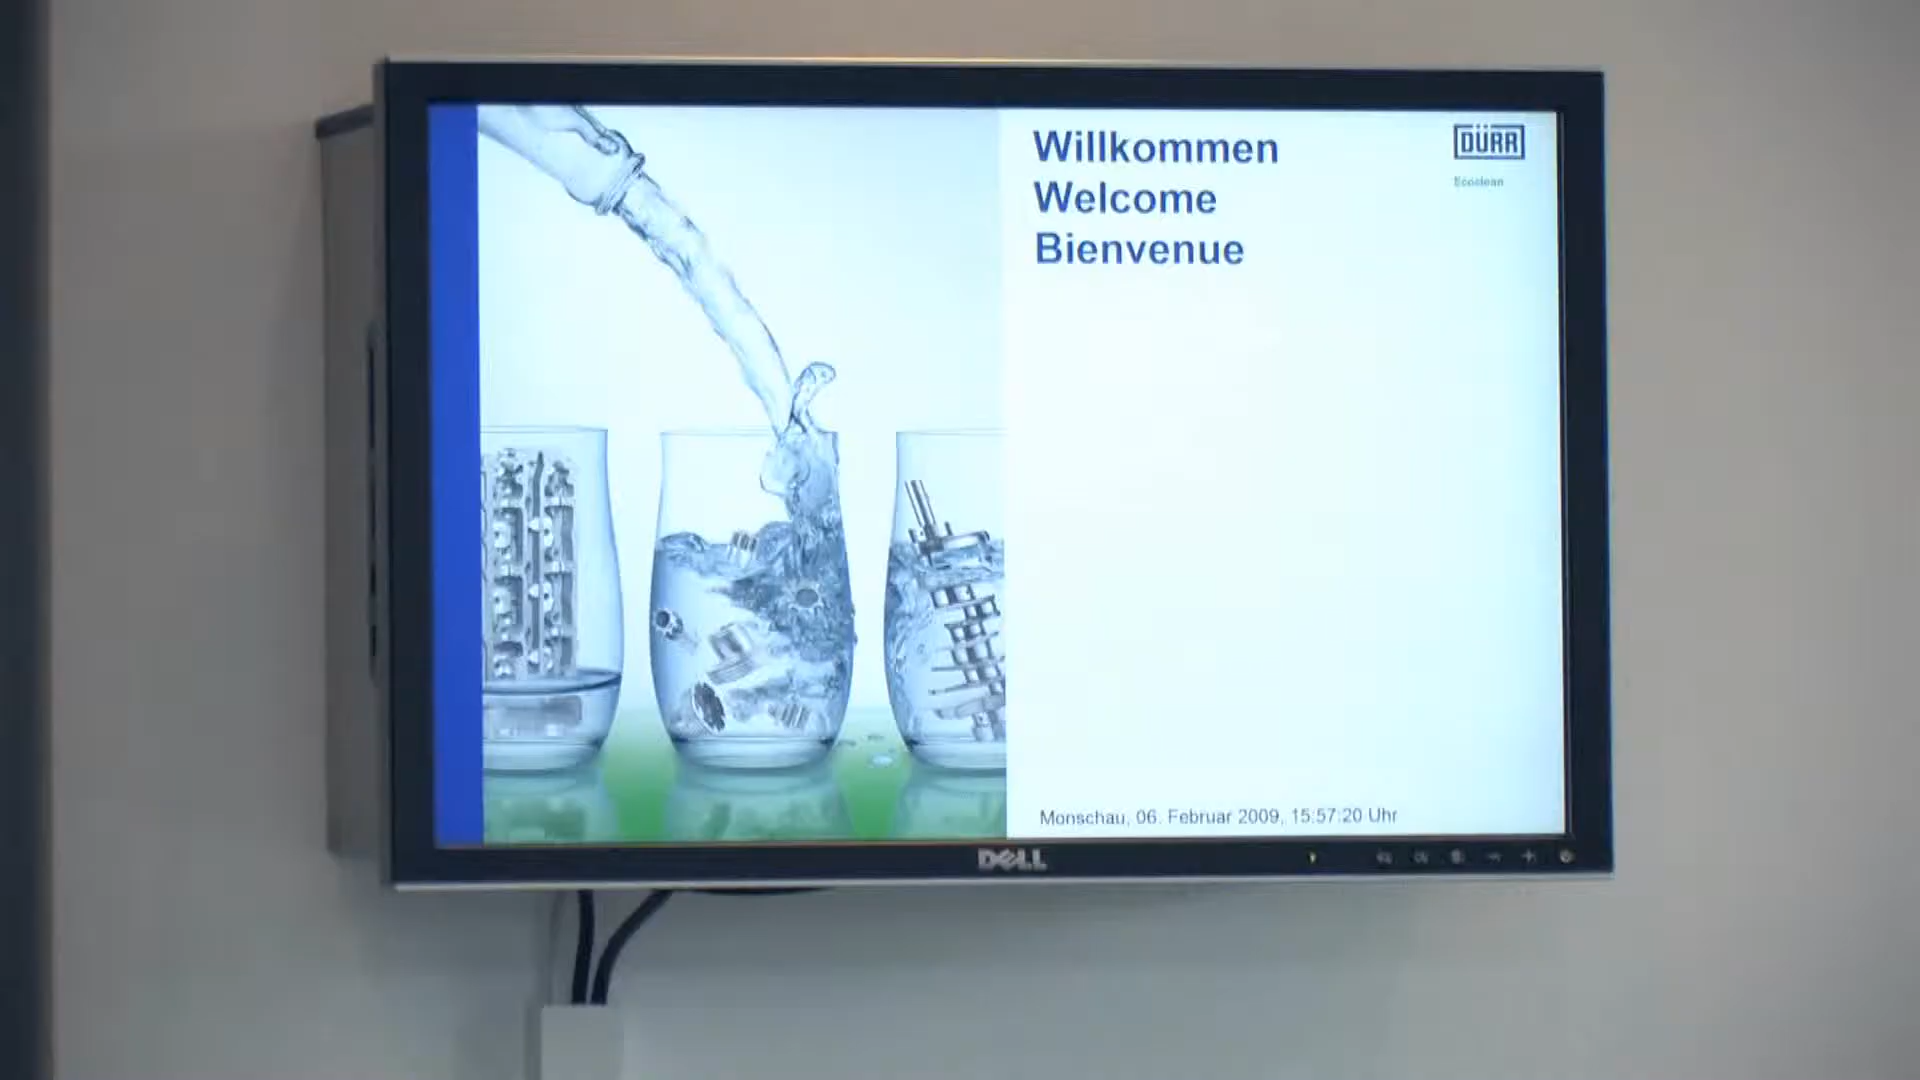 Willkommen
Welcome
Bienvenue
DÜRR
Ecoclean
Monschau, 06. Februar 2009, 15:57:20 Uhr
DELL